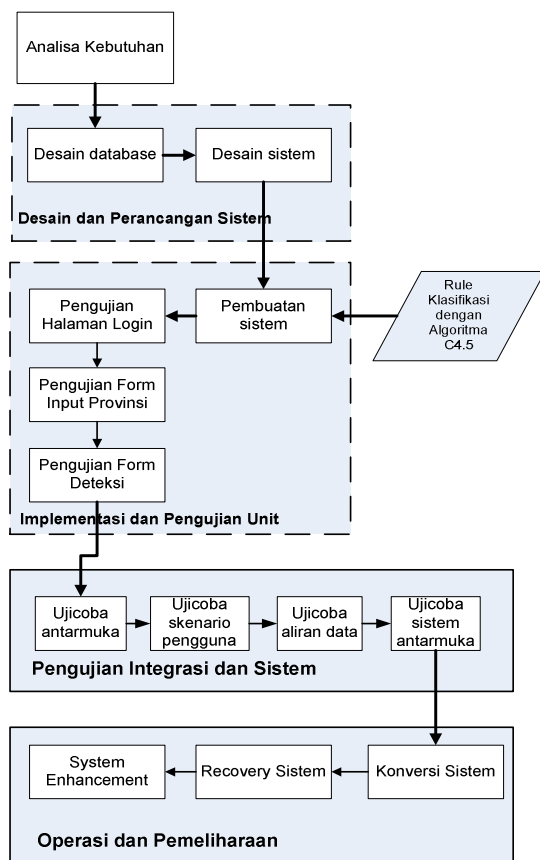 Analisa Kebutuhan
Desain database
Desain sistem
Desain dan Perancangan Sistem
Pengujian
Halaman Login
Pembuatan
sistem
Rule
Klasifikasi
dengan
Algoritma
C4.5
Pengujian Form
Input Provinsi
Pengujian Form
Deteksi
Implementasi dan Pengujian Unit
Ujicoba
antarmuka
Ujicoba
skenario
pengguna
Ujicoba
aliran data
Ujicoba
sistem
antarmuka
Pengujian Integrasi dan Sistem
System
Enhancement
Recovery Sistem
Konversi Sistem
Operasi dan Pemeliharaan